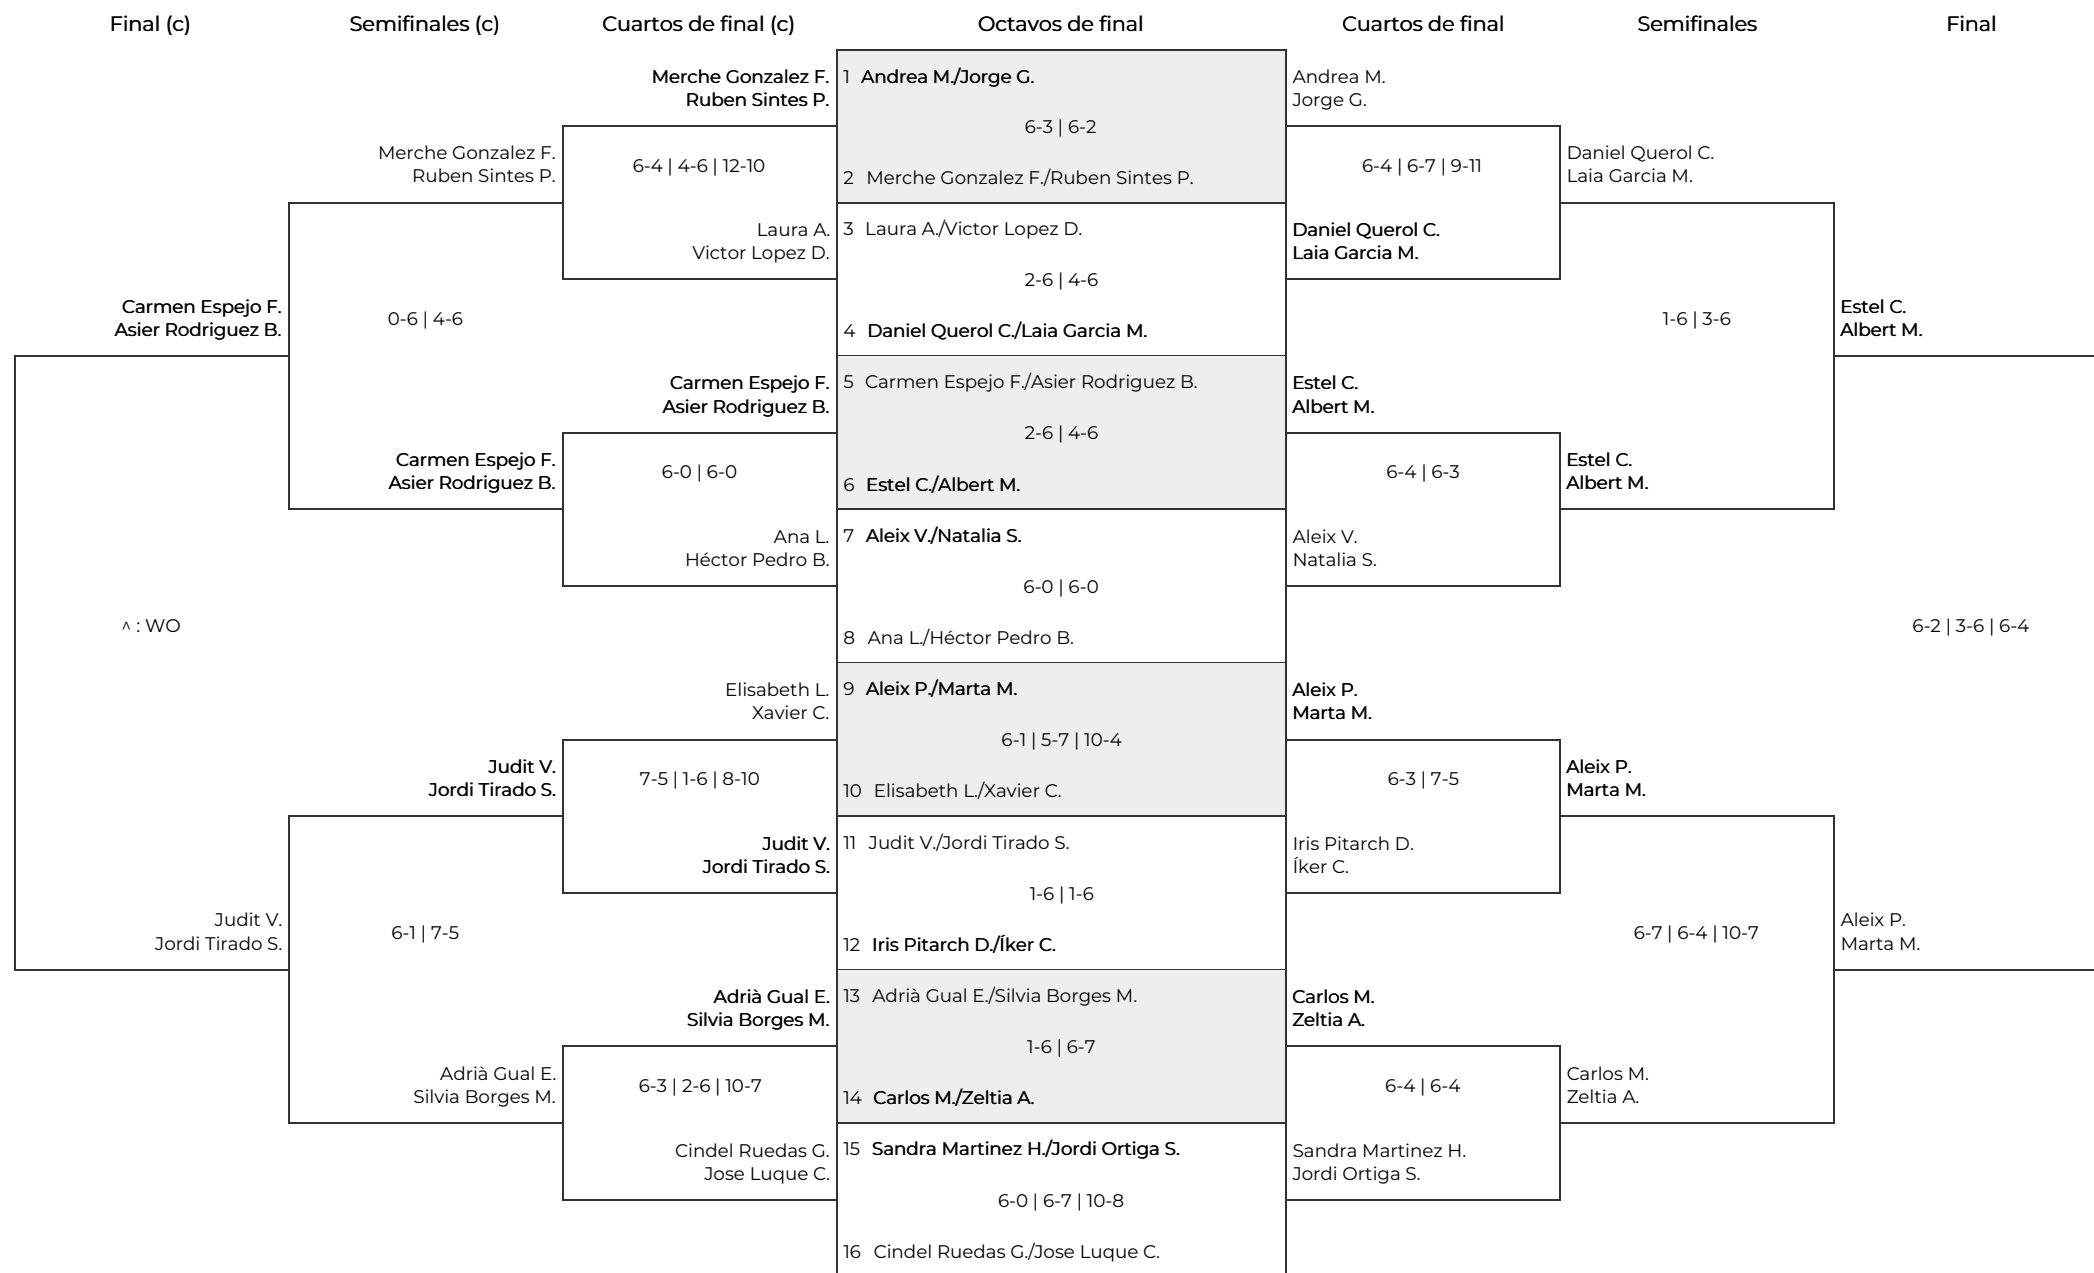 Final (c)
Semifinales (c)
Cuartos de final (c)
Octavos de final
Cuartos de final
Semifinales
Final
Carmen Espejo F.
Asier Rodriguez B.
^ : WO
Judit V.
Jordi Tirado S.
Merche Gonzalez F.
Ruben Sintes P.
0-6 | 4-6
Carmen Espejo F.
Asier Rodriguez B.
Judit V.
Jordi Tirado S.
6-1 | 7-5
Adrià Gual E.
Silvia Borges M.
Merche Gonzalez F.
Ruben Sintes P.
6-4 | 4-6 | 12-10
Laura A.
Victor Lopez D.
Carmen Espejo F.
Asier Rodriguez B.
6-0 | 6-0
Ana L.
Héctor Pedro B.
Elisabeth L.
Xavier C.
7-5 | 1-6 | 8-10
Judit V.
Jordi Tirado S.
Adrià Gual E.
Silvia Borges M.
6-3 | 2-6 | 10-7
Cindel Ruedas G.
Jose Luque C.
1 Andrea M./Jorge G.
6-3 | 6-2
2 Merche Gonzalez F./Ruben Sintes P.
3 Laura A./Victor Lopez D.
2-6 | 4-6
4 Daniel Querol C./Laia Garcia M.
5 Carmen Espejo F./Asier Rodriguez B.
2-6 | 4-6
6 Estel C./Albert M.
7 Aleix V./Natalia S.
6-0 | 6-0
8 Ana L./Héctor Pedro B.
9 Aleix P./Marta M.
6-1 | 5-7 | 10-4
10 Elisabeth L./Xavier C.
11 Judit V./Jordi Tirado S.
1-6 | 1-6
12 Iris Pitarch D./Íker C.
13 Adrià Gual E./Silvia Borges M.
1-6 | 6-7
14 Carlos M./Zeltia A.
15 Sandra Martinez H./Jordi Ortiga S.
6-0 | 6-7 | 10-8
16 Cindel Ruedas G./Jose Luque C.
Andrea M.
Jorge G.
6-4 | 6-7 | 9-11
Daniel Querol C.
Laia Garcia M.
Estel C.
Albert M.
6-4 | 6-3
Aleix V.
Natalia S.
Aleix P.
Marta M.
6-3 | 7-5
Iris Pitarch D.
Íker C.
Carlos M.
Zeltia A.
6-4 | 6-4
Sandra Martinez H.
Jordi Ortiga S.
Daniel Querol C.
Laia Garcia M.
1-6 | 3-6
Estel C.
Albert M.
Aleix P.
Marta M.
6-7 | 6-4 | 10-7
Carlos M.
Zeltia A.
Estel C.
Albert M.
6-2 | 3-6 | 6-4
Aleix P.
Marta M.